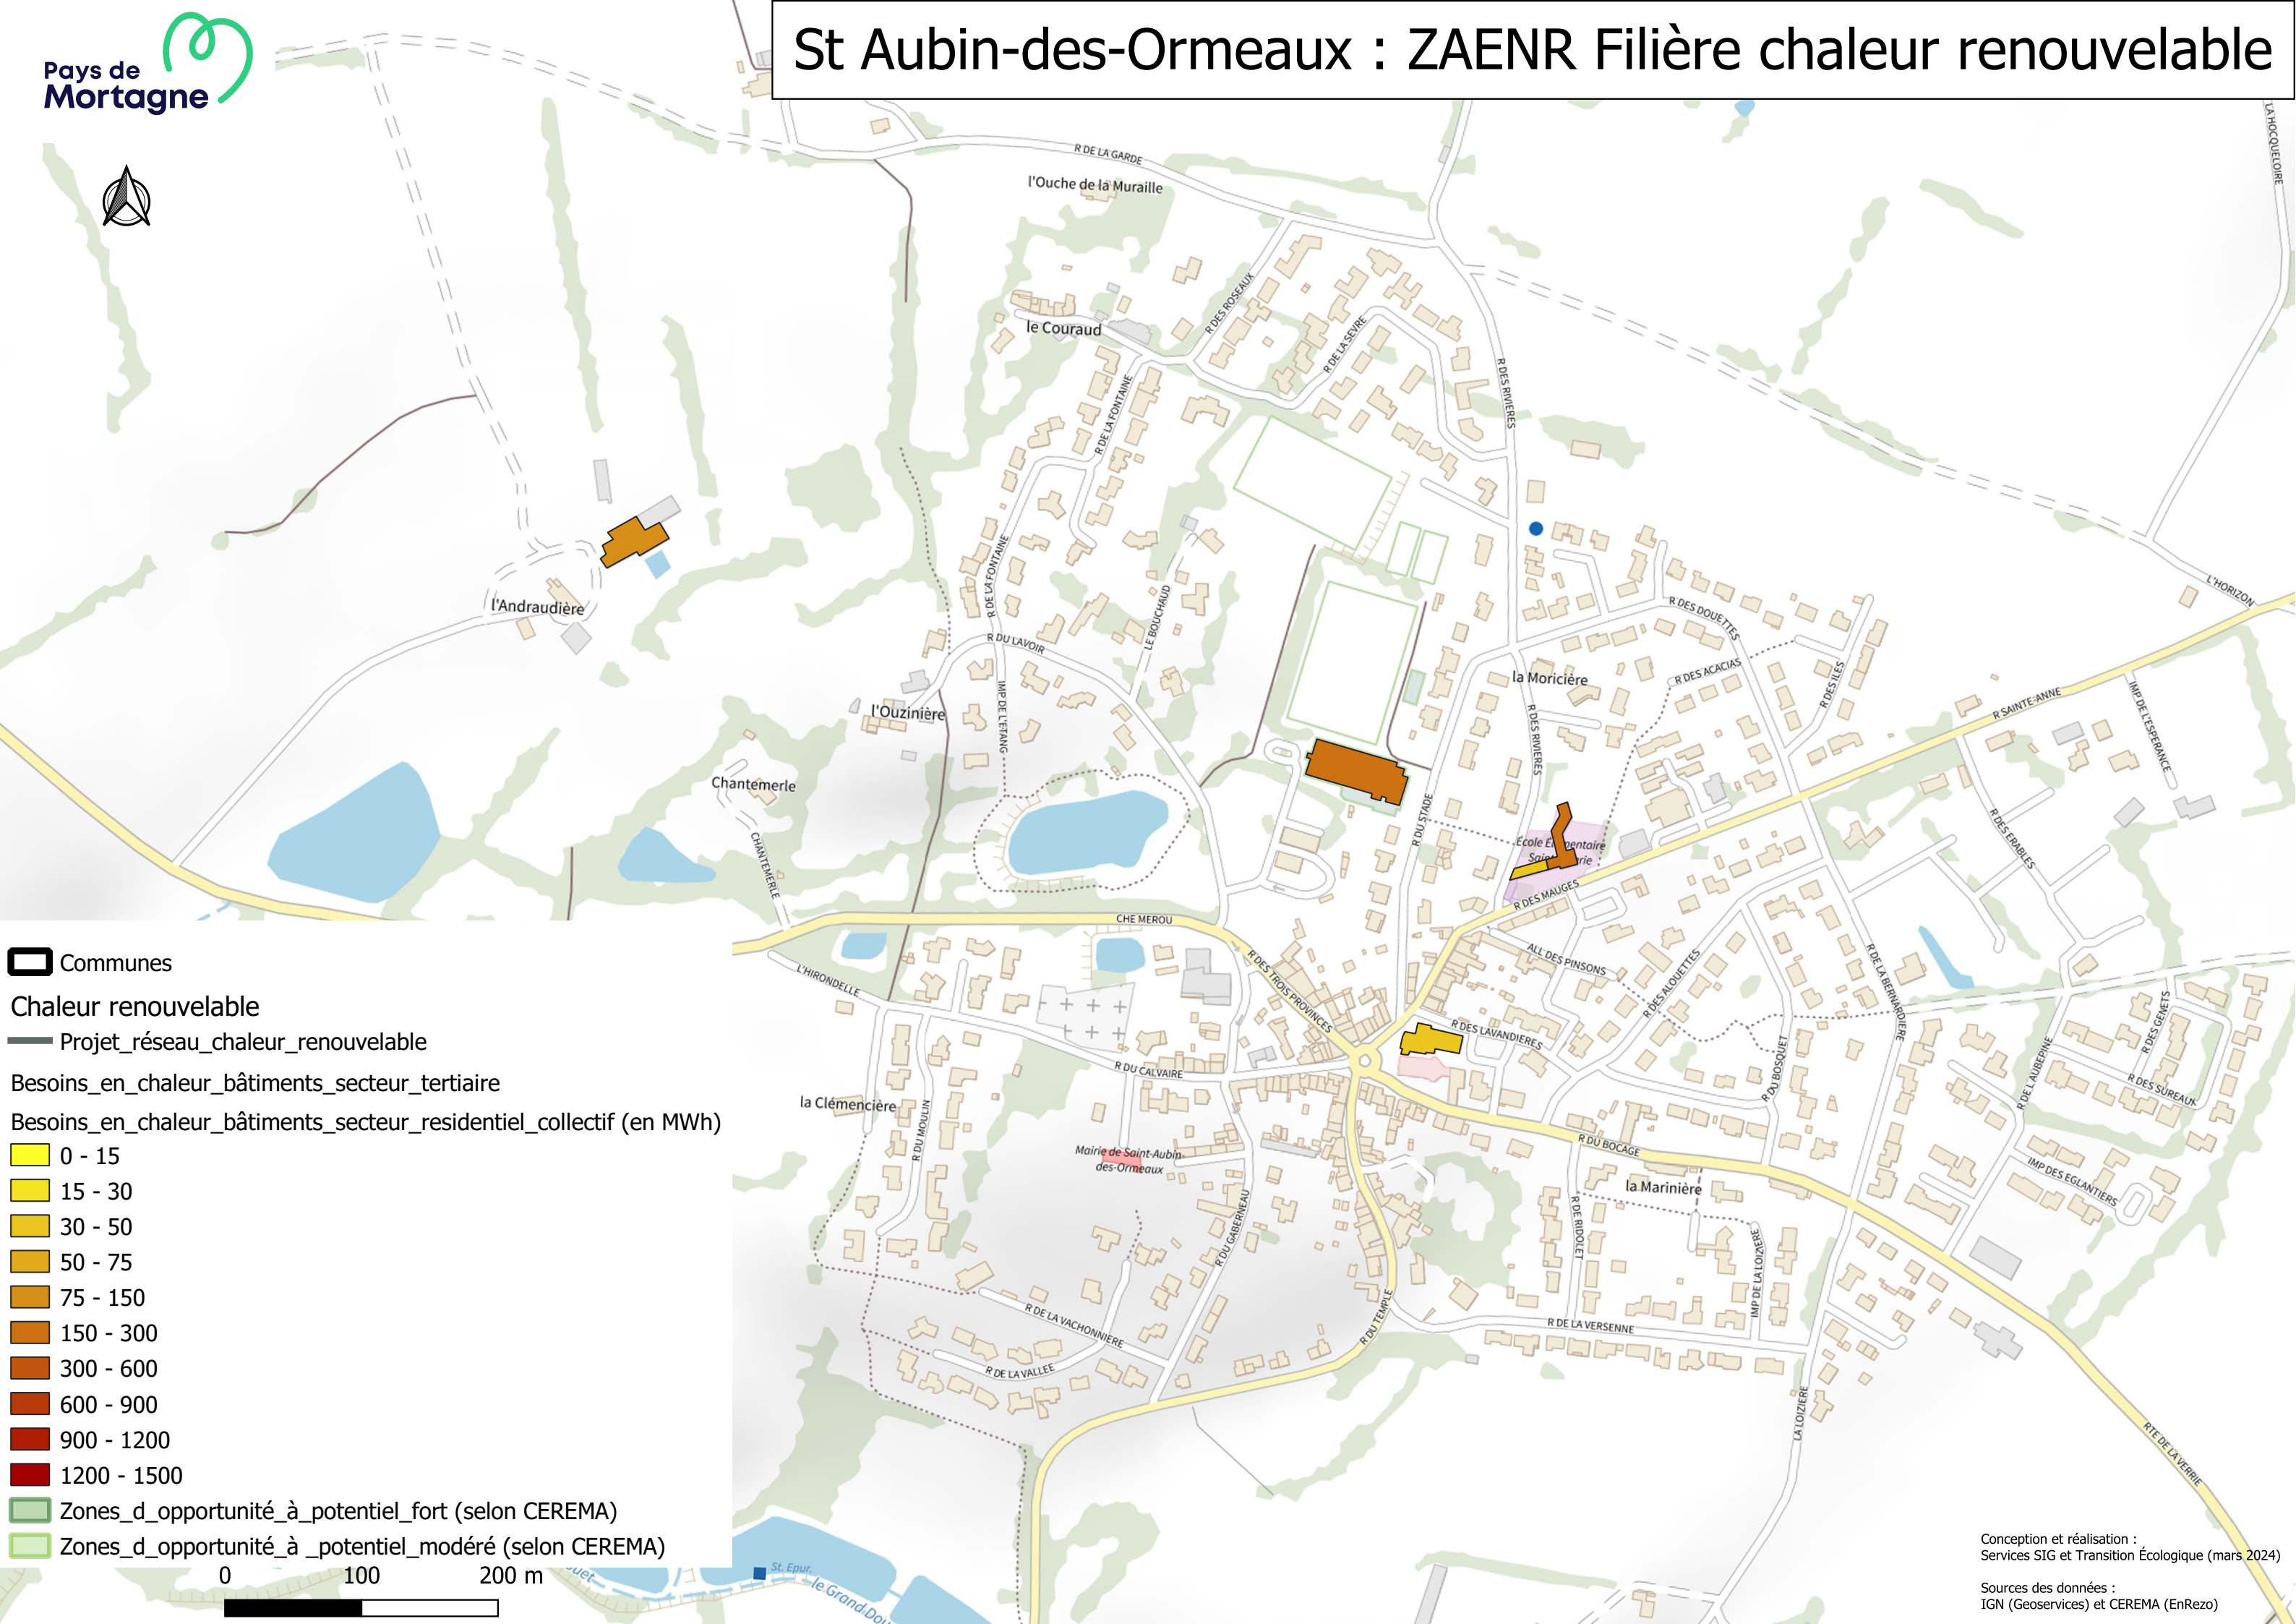 St Aubin-des-Ormeaux : ZAENR Filière chaleur renouvelable
Pays de
Mortagne
LA HOCQUELOIRE
R DE LA GARDE
l'Ouche de la Muraille
le Couraud
R DES ROSEAUX
R DE LA SEVRE
R DES RIVIERES
R DE LA FONTAINE
R DE LA FONTAINE
l'Andraudière
LE BOUCHAUD
R DU LAVOIR
IMP DE L'ETANG
l'Ouzinière
Chantemerle
CHANTEMERLE
R DES DOUETTES
la Moricière
R DES ACACIAS
R DES ILES
L'HORIZON
R SAINTE-ANNE
IMP DE L'ESPERANCE
R DES RIVIERES
R DU STADE
R DES ERABLES
R DES MAUGES
CHE MEROU
L'HIRONDELLE
R DES TROIS PROVINCES
ALL DES PINSONS
R DES ALOUETTES
R DE LA BERNARDIERE
R DES LAVANDIERES
R DU BOSQUET
R DE L'AUBEPINE
R DES GENETS
R DES SUREAUX
R DU CALVAIRE
la Clémencière
R DU MOULIN
Mairie de Saint-Aubin-
des-Ormeaux
R DU BOCAGE
la Marinière
IMP DES EGLANTIERS
R DU GABERNEAU
R DE RIDOLET
IMP DE LA LOIZIERE
R DE LA VACHONNIERE
R DE LA VALLEE
R DU TEMPLE
R DE LA VERSENNE
LA LOIZIERE
RTE DE LA VERRIE
St. Epur.
Communes
Chaleur renouvelable
Projet_réseau_chaleur_renouvelable
Besoins_en_chaleur_bâtiments_secteur_tertiaire
Besoins_en_chaleur_bâtiments_secteur_residentiel_collectif (en MWh)
0 - 15
15 - 30
30 - 50
50 - 75
75 - 150
150 - 300
300 - 600
600 - 900
900 - 1200
1200 - 1500
Zones_d_opportunité_à_potentiel_fort (selon CEREMA)
Zones_d_opportunité_à _potentiel_modéré (selon CEREMA)
0 100 200 m
Conception et réalisation :
Services SIG et Transition Écologique (mars 2024)
Sources des données :
IGN (Geoservices) et CEREMA (EnRezo)